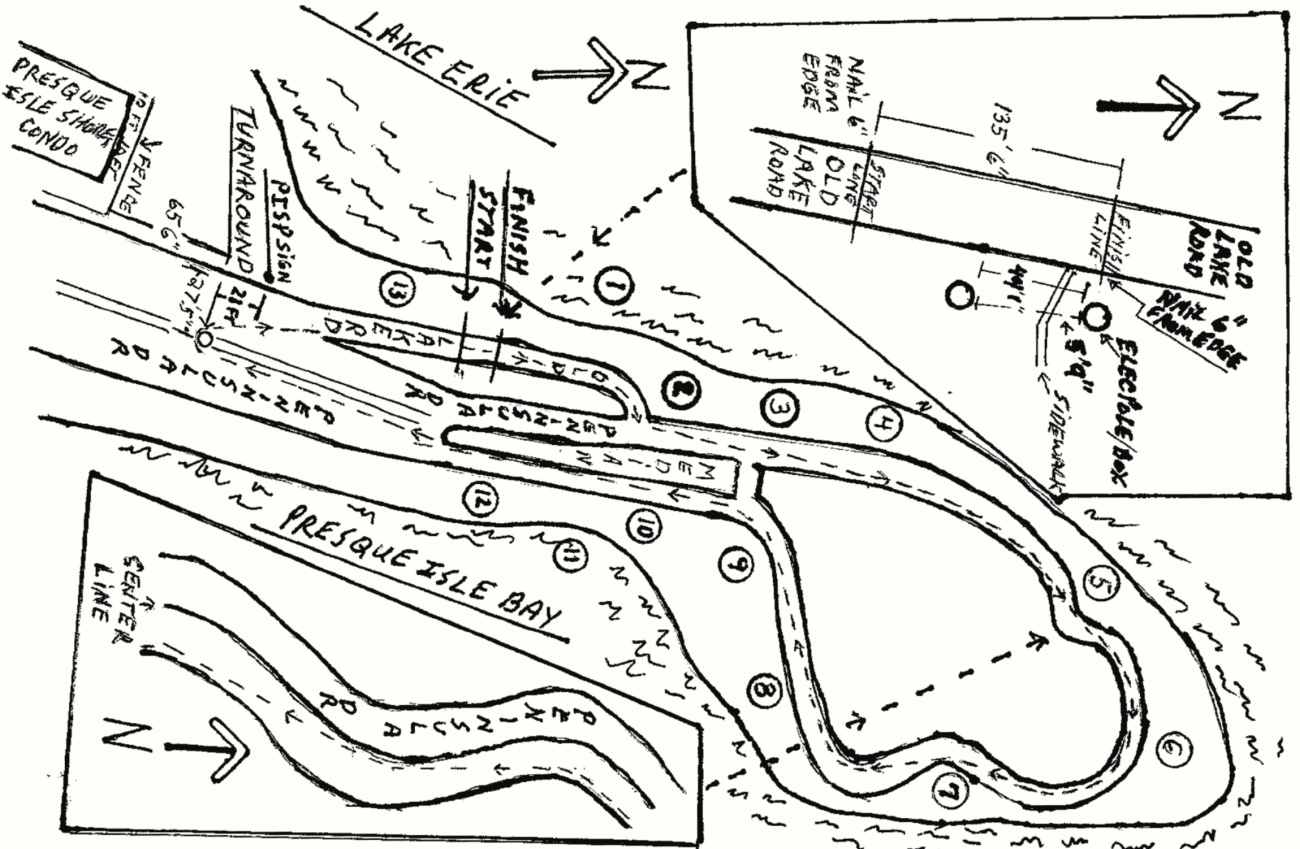 LAKE ERIE
N
N
NAIL 6"
FROM
EDGE
135'6"
START
LINE
OLD
LAKE
ROAD
FINISH
LINE
OLD
LAKE
ROAD
NAIL 6"
FROM EDGE
44'1"
5'9"
ELEC POLE/BOX
SIDEWALK
PRESQUE
ISLE SHORES
CONDO
FENCE
65'6"
TURNAROUND
PISP SIGN
21 FT
START
FINISH
OLD LAKE RD
PENINSULA DR
PENINSULA DR
MEDIAN
1
2
3
4
5
6
7
8
9
10
11
12
13
PRESQUE ISLE BAY
SENTER
LINE
PENINSULA DR
N